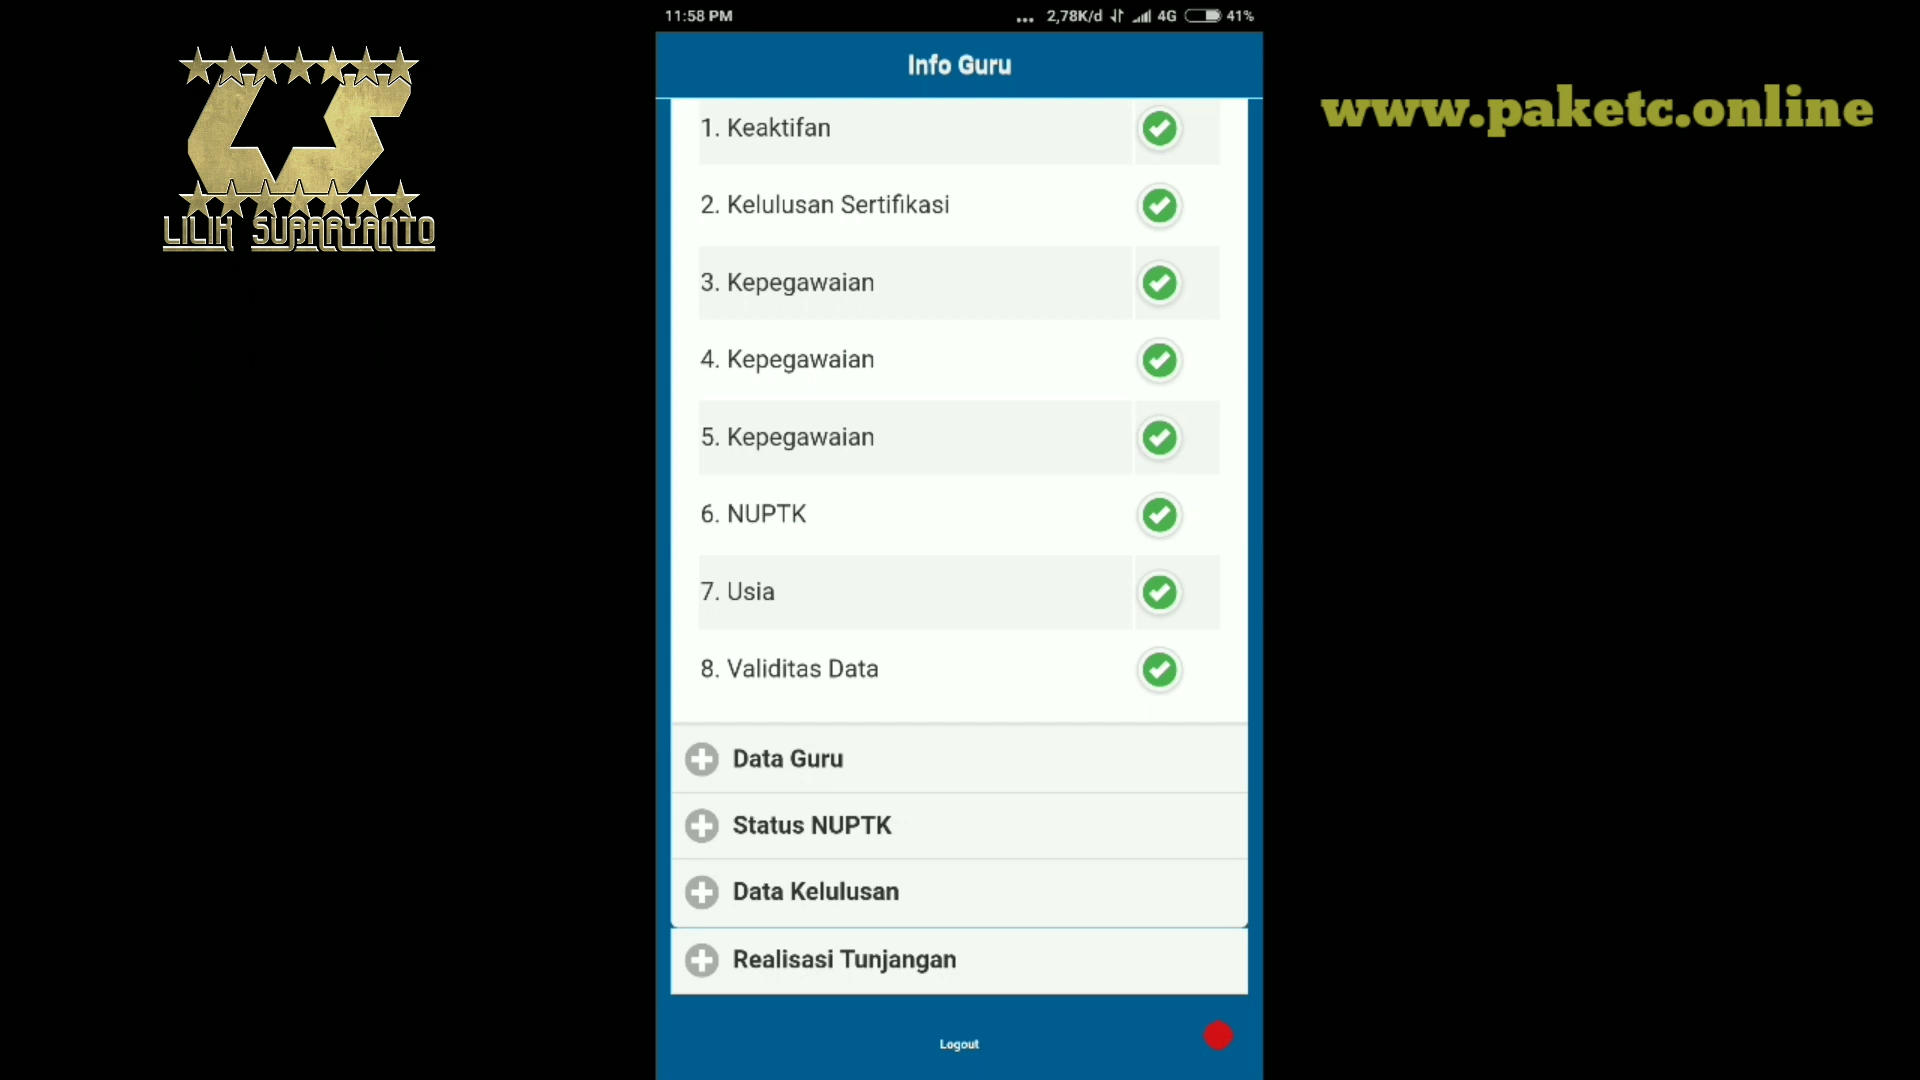 11:58 PM
... 2,78K/d 4G 41%
LILIK SUBARYANTO
www.paketc.online
Info Guru
1. Keaktifan
2. Kelulusan Sertifikasi
3. Kepegawaian
4. Kepegawaian
5. Kepegawaian
6. NUPTK
7. Usia
8. Validitas Data
Data Guru
Status NUPTK
Data Kelulusan
Realisasi Tunjangan
Logout